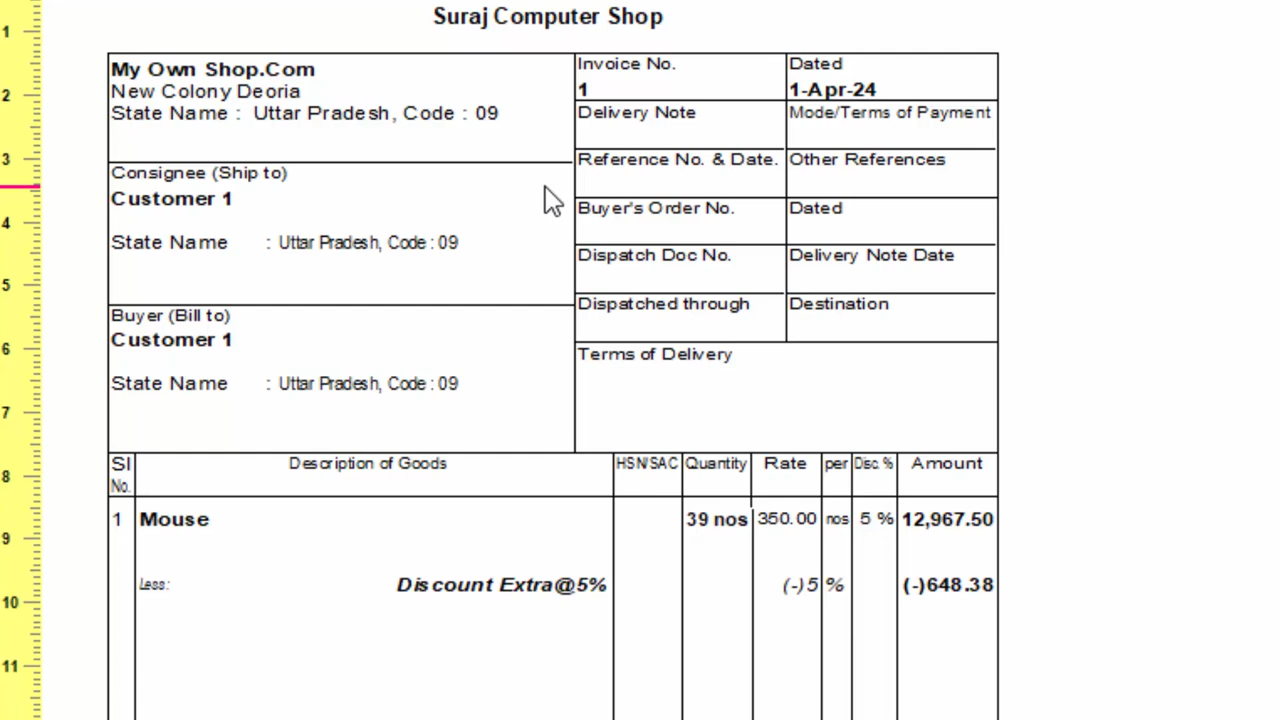 Suraj Computer Shop
My Own Shop.Com
New Colony Deoria
State Name : Uttar Pradesh, Code : 09
Invoice No.
1
Dated
1-Apr-24
Delivery Note
Mode/Terms of Payment
Reference No. & Date.
Other References
Consignee (Ship to)
Customer 1
State Name : Uttar Pradesh, Code : 09
Buyer's Order No.
Dated
Dispatch Doc No.
Delivery Note Date
Dispatched through
Destination
Buyer (Bill to)
Customer 1
State Name : Uttar Pradesh, Code : 09
Terms of Delivery
Sl No. Description of Goods HSN/SAC Quantity Rate per Disc. % Amount
1 Mouse 39 nos 350.00 nos 5 % 12,967.50
Less: Discount Extra@5% (-)5 % (-)648.38
1
2
3
4
5
6
7
8
9
10
11